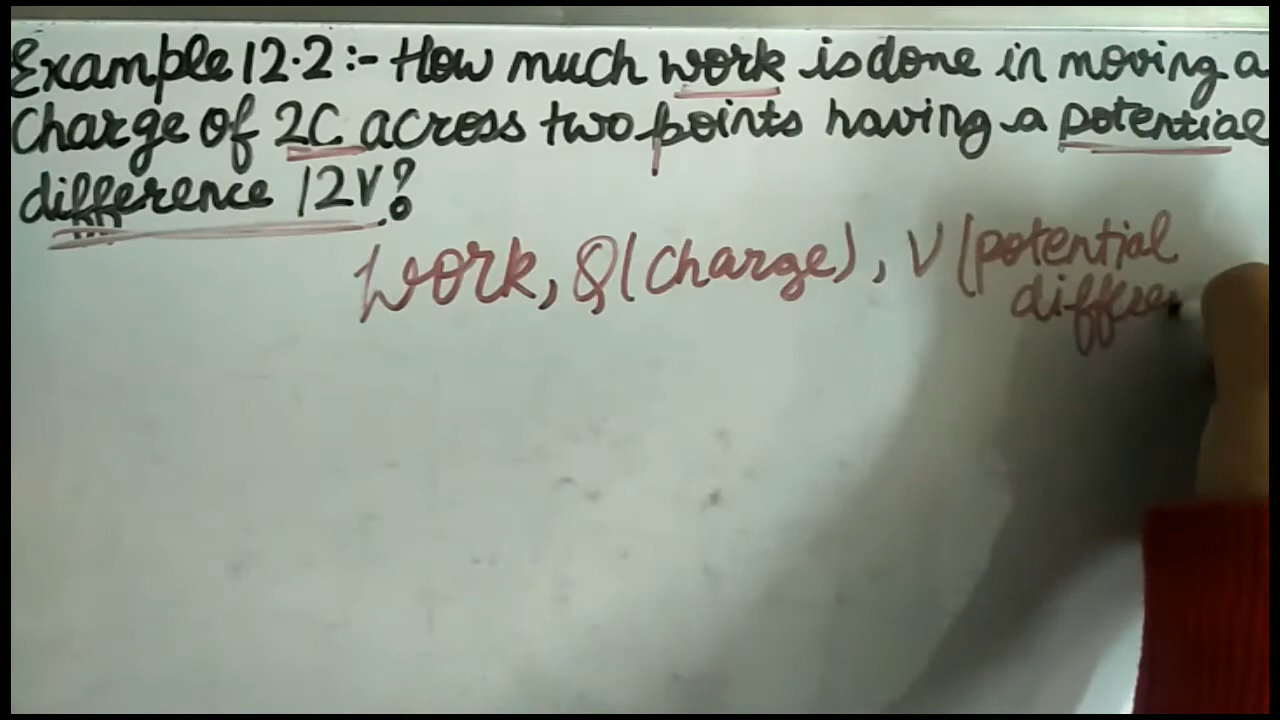 Example 12.2:- How much work is done in moving a
Charge of 2C across two points having a potential
difference 12V?
Work, Q(Charge), V(potential
differe